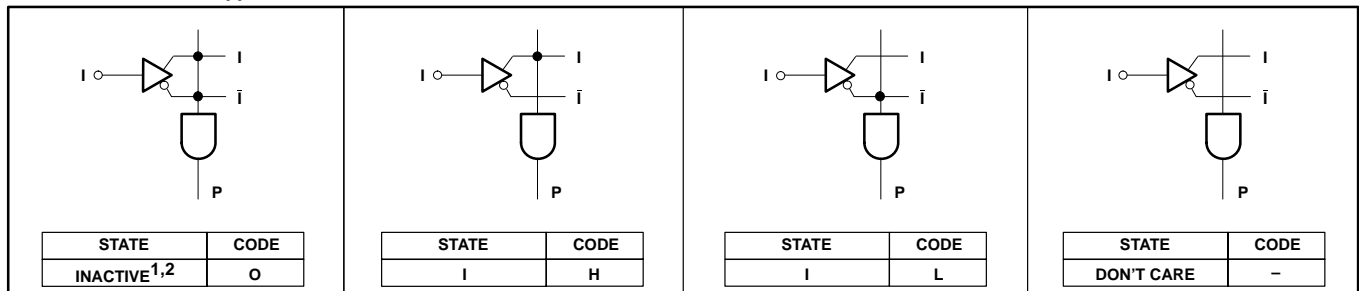 I
I
Ī
P
STATE CODE
INACTIVE1,2 O
I
I
Ī
P
STATE CODE
I H
I
I
Ī
P
STATE CODE
I L
I
I
Ī
P
STATE CODE
DON'T CARE –